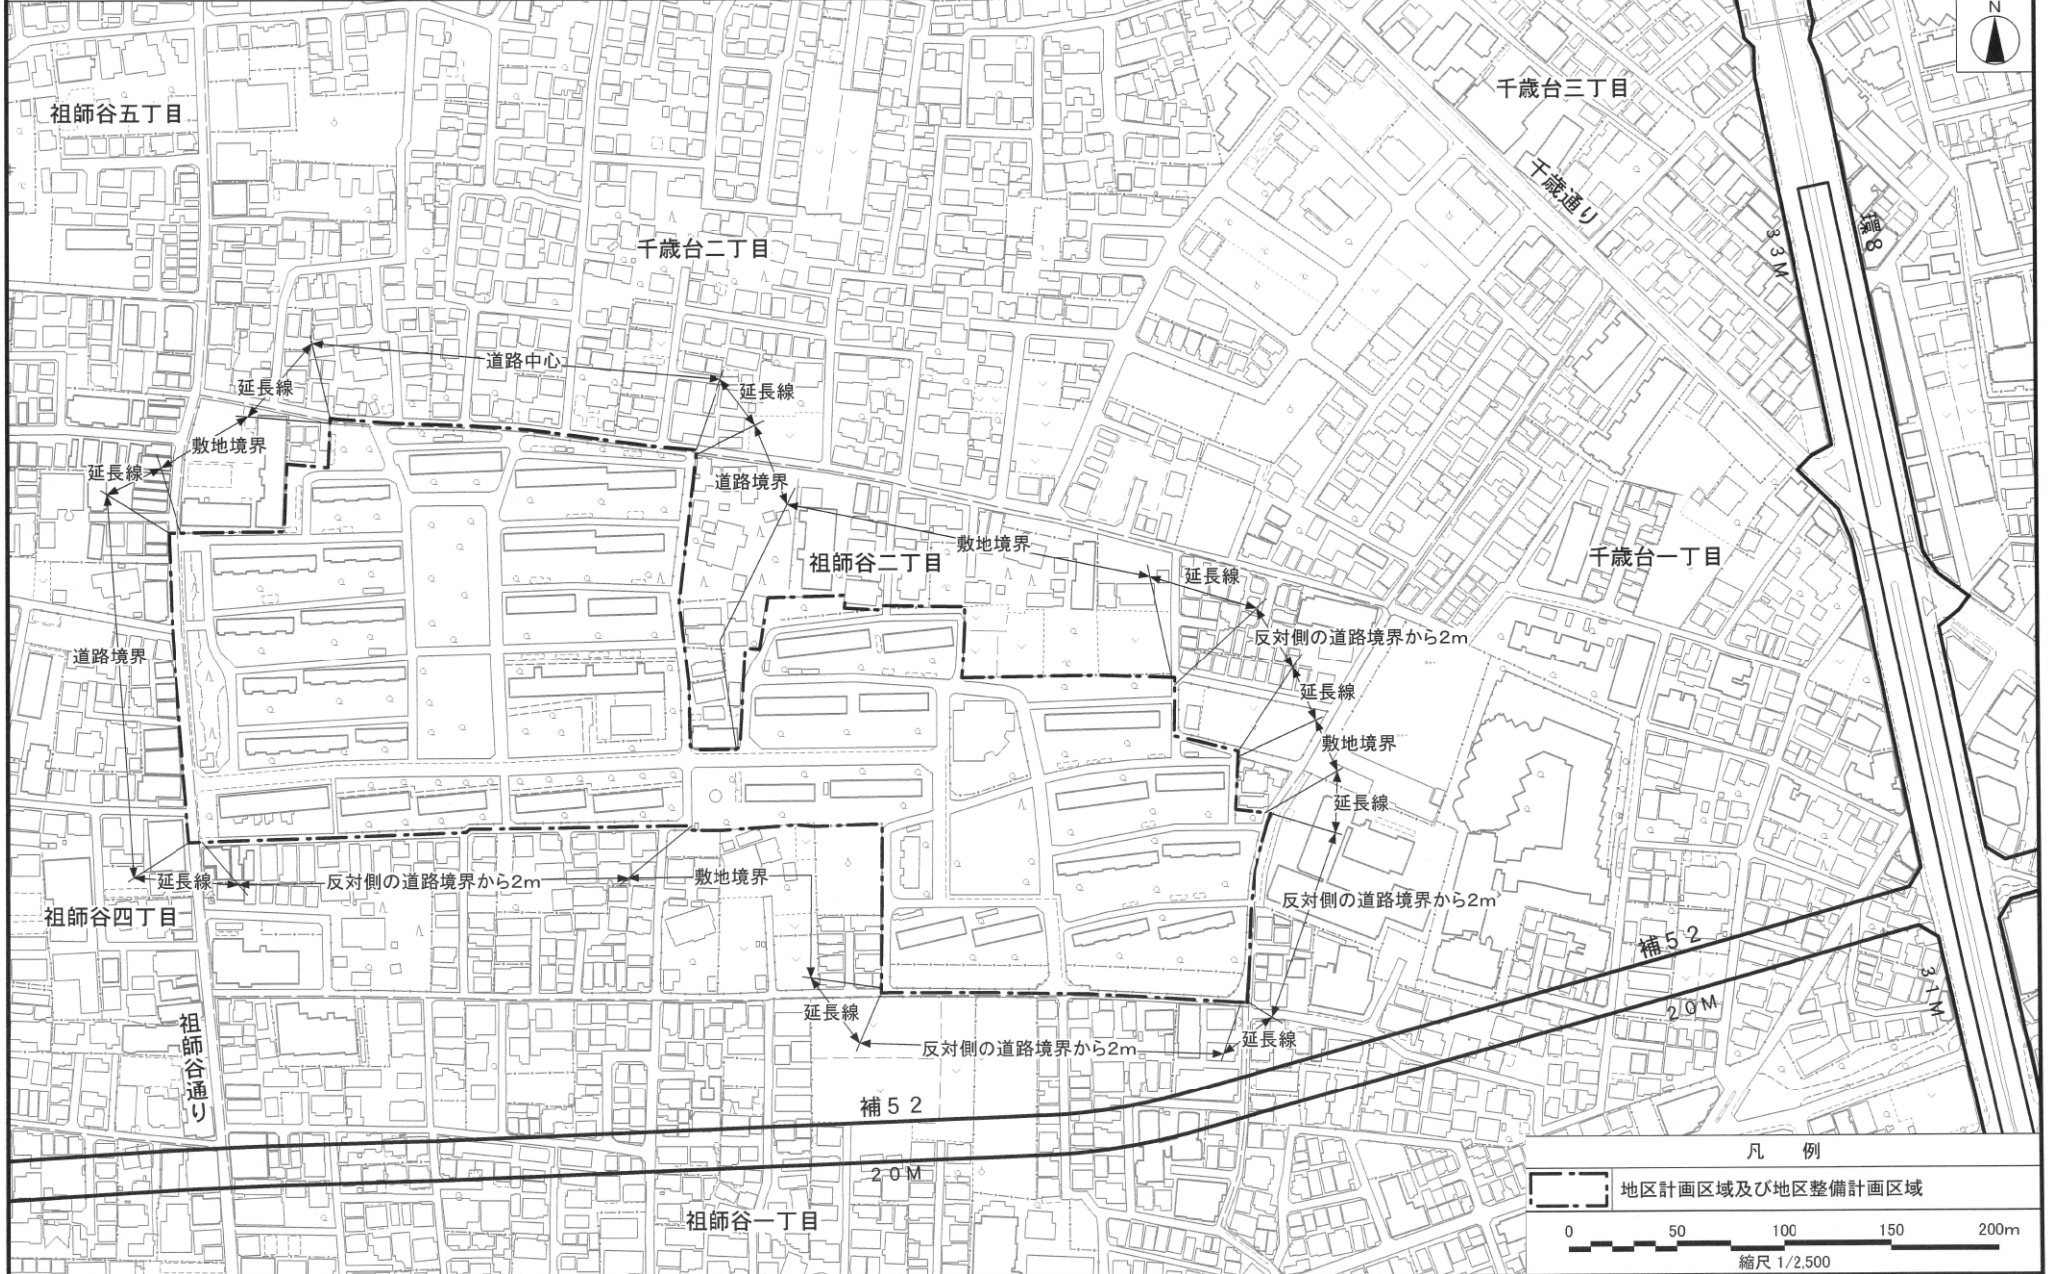 N
千歳台三丁目
祖師谷五丁目
千歳通り
環8
33M
千歳台二丁目
道路中心
延長線
延長線
敷地境界
延長線
道路境界
敷地境界
祖師谷二丁目
千歳台一丁目
延長線
反対側の道路境界から2m
道路境界
延長線
敷地境界
延長線
延長線
反対側の道路境界から2m
敷地境界
反対側の道路境界から2m
祖師谷四丁目
補52
31M
20M
延長線
祖師谷通り
反対側の道路境界から2m
延長線
補52
20M
祖師谷一丁目
凡 例
地区計画区域及び地区整備計画区域
0 50 100 150 200m
縮尺 1/2,500